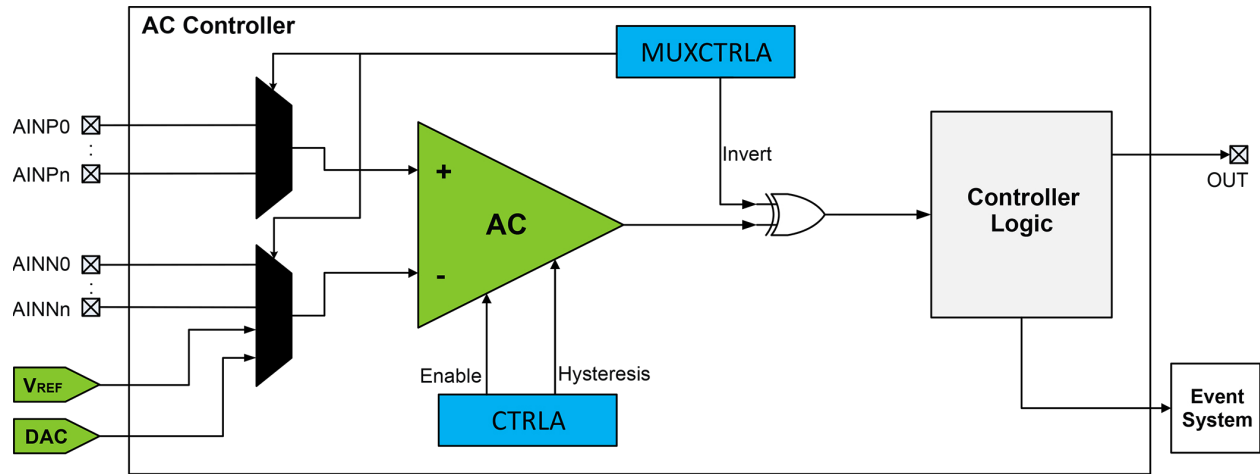 AC Controller
MUXCTRLA
AINP0
AINPn
Invert
+
AC
-
Controller
Logic
OUT
AINN0
AINNn
VREF
DAC
Enable
Hysteresis
CTRLA
Event
System